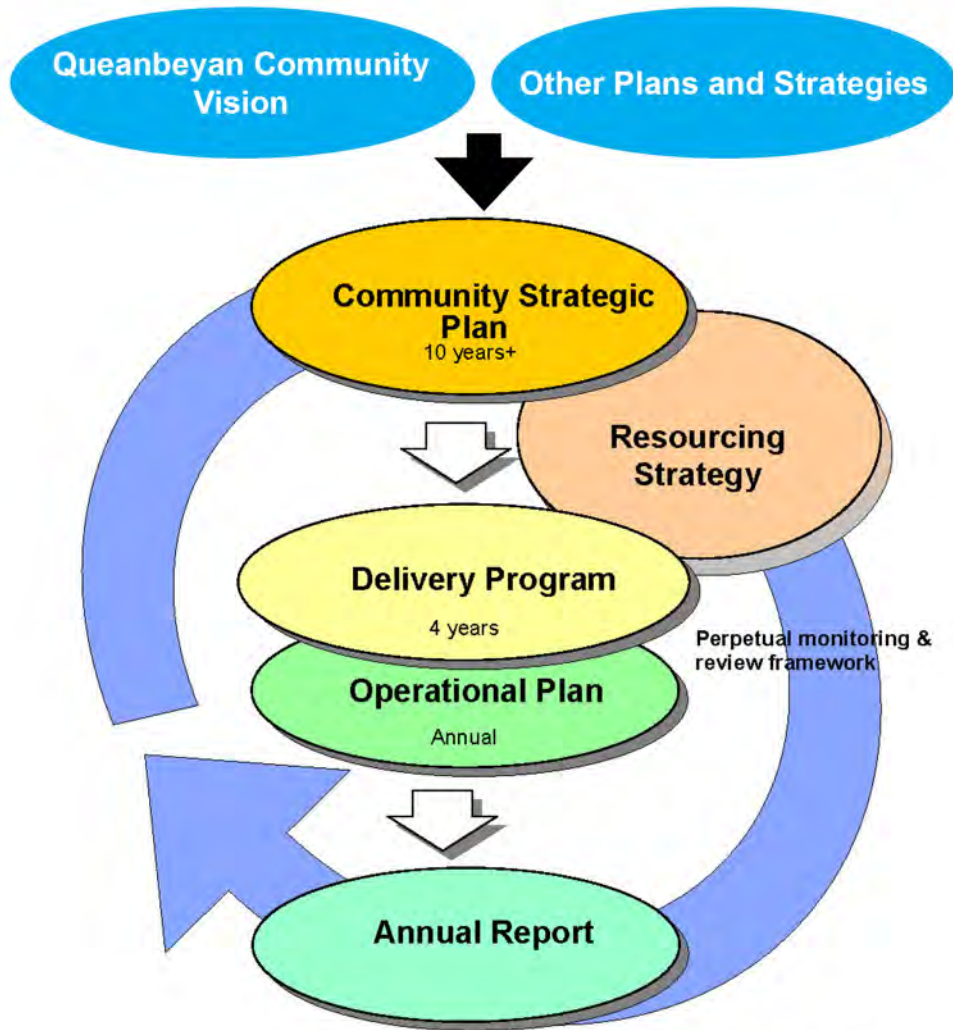 Queanbeyan Community
Vision
Other Plans and Strategies
Community Strategic
Plan
10 years+
Resourcing
Strategy
Delivery Program
4 years
Perpetual monitoring &
review framework
Operational Plan
Annual
Annual Report